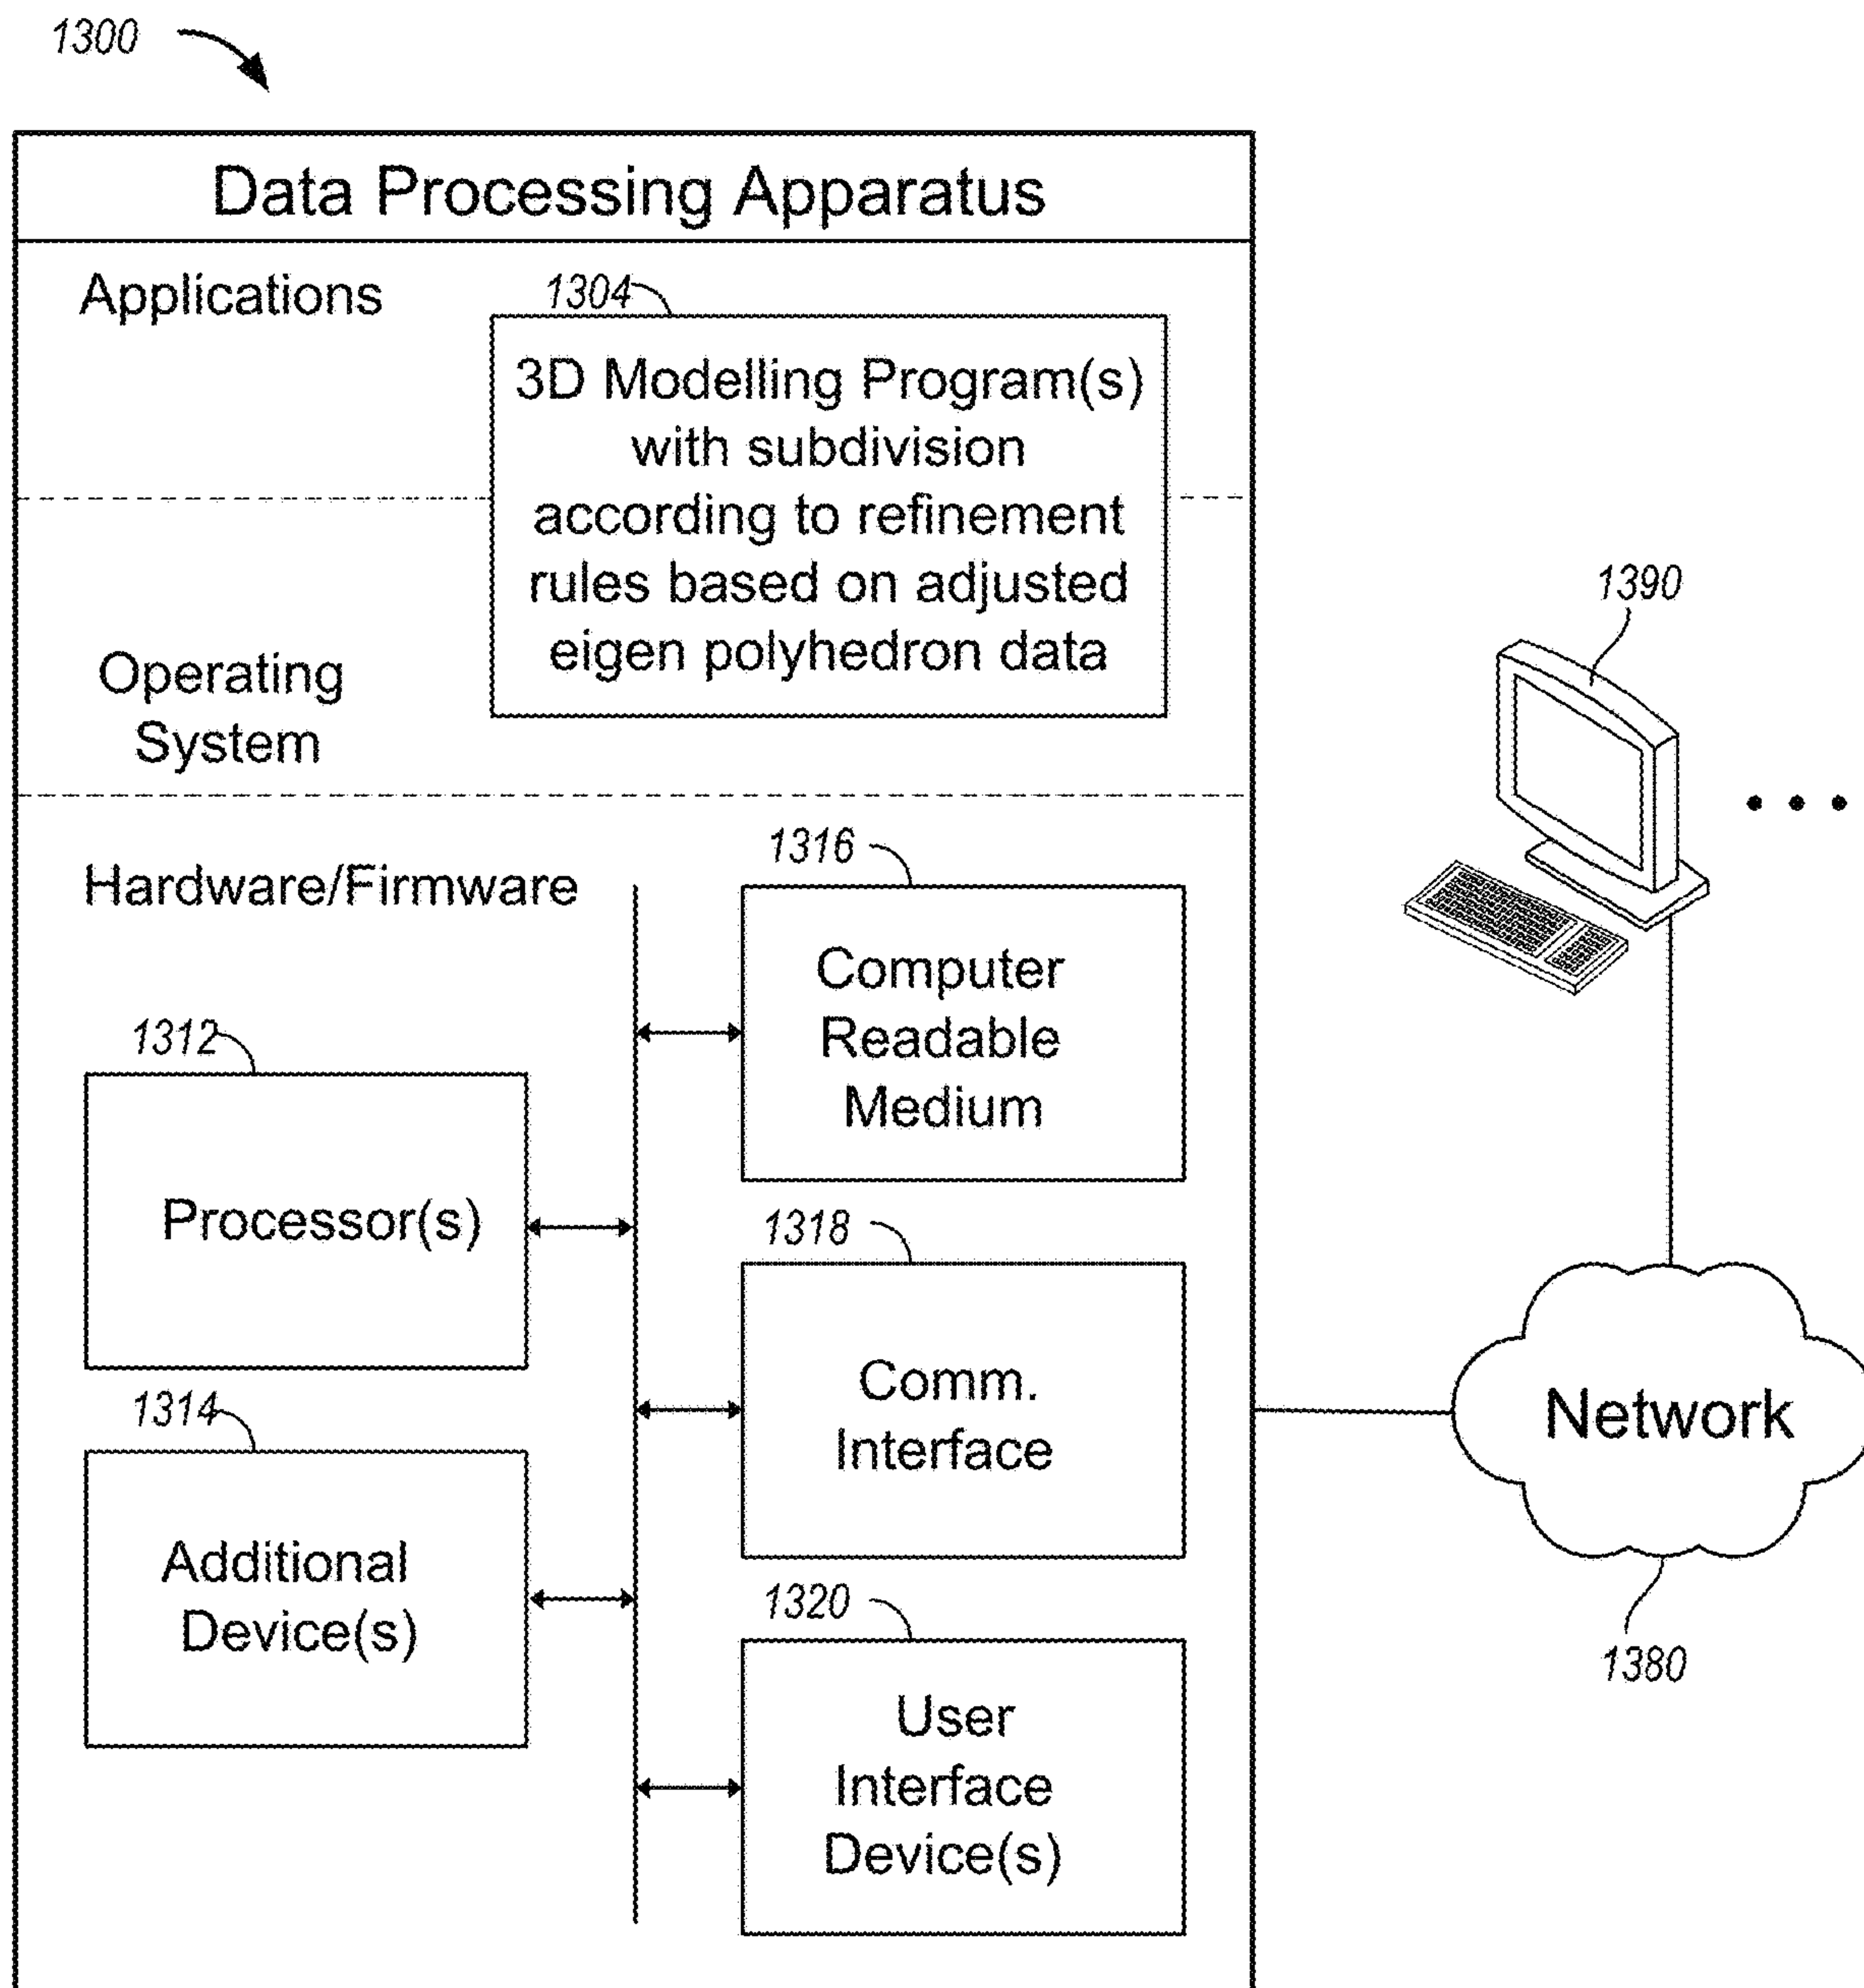 1300
Data Processing Apparatus
Applications
1304
3D Modelling Program(s)
with subdivision
according to refinement
rules based on adjusted
eigen polyhedron data
Operating
System
1390
Hardware/Firmware
1316
Computer
Readable
Medium
1312
Processor(s)
1318
Comm.
Interface
Network
1380
1314
Additional
Device(s)
1320
User
Interface
Device(s)